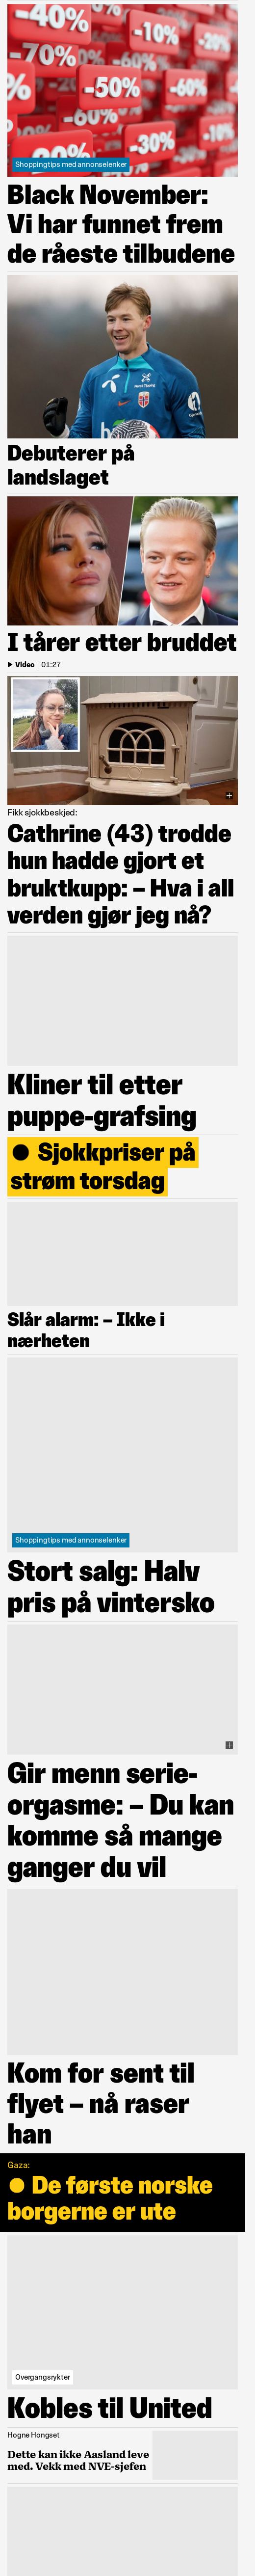 -40%
-10%
-20%
-70%
-50%
-60%
-60%
-10%
-30%
20%
Shoppingtips med annonselenker
Black November:
Vi har funnet frem
de råeste tilbudene
Debuterer på
landslaget
I tårer etter bruddet
Video | 01:27
Fikk sjokkbeskjed:
Cathrine (43) trodde
hun hadde gjort et
bruktkupp: – Hva i all
verden gjør jeg nå?
Kliner til etter
puppe-grafsing
Sjokkpriser på
strøm torsdag
Slår alarm: – Ikke i
nærheten
Shoppingtips med annonselenker
Stort salg: Halv
pris på vintersko
Gir menn serie-
orgasme: – Du kan
komme så mange
ganger du vil
Kom for sent til
flyet – nå raser
han
Gaza:
De første norske
borgerne er ute
Overgangsrykter
Kobles til United
Hogne Hongset
Dette kan ikke Aasland leve
med. Vekk med NVE-sjefen